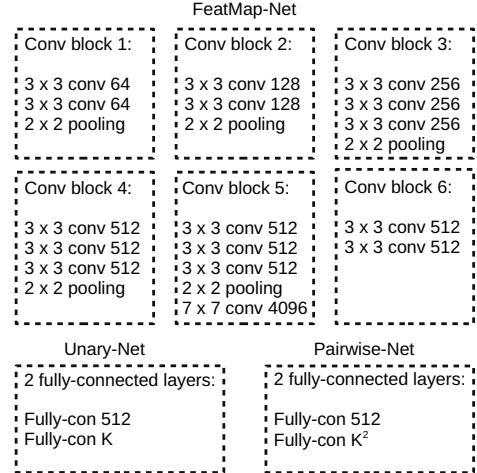 FeatMap-Net
Conv block 1:
3 x 3 conv 64
3 x 3 conv 64
2 x 2 pooling
Conv block 2:
3 x 3 conv 128
3 x 3 conv 128
2 x 2 pooling
Conv block 3:
3 x 3 conv 256
3 x 3 conv 256
3 x 3 conv 256
2 x 2 pooling
Conv block 4:
3 x 3 conv 512
3 x 3 conv 512
3 x 3 conv 512
2 x 2 pooling
Conv block 5:
3 x 3 conv 512
3 x 3 conv 512
3 x 3 conv 512
2 x 2 pooling
7 x 7 conv 4096
Conv block 6:
3 x 3 conv 512
3 x 3 conv 512
Unary-Net
2 fully-connected layers:
Fully-con 512
Fully-con K
Pairwise-Net
2 fully-connected layers:
Fully-con 512
Fully-con K²